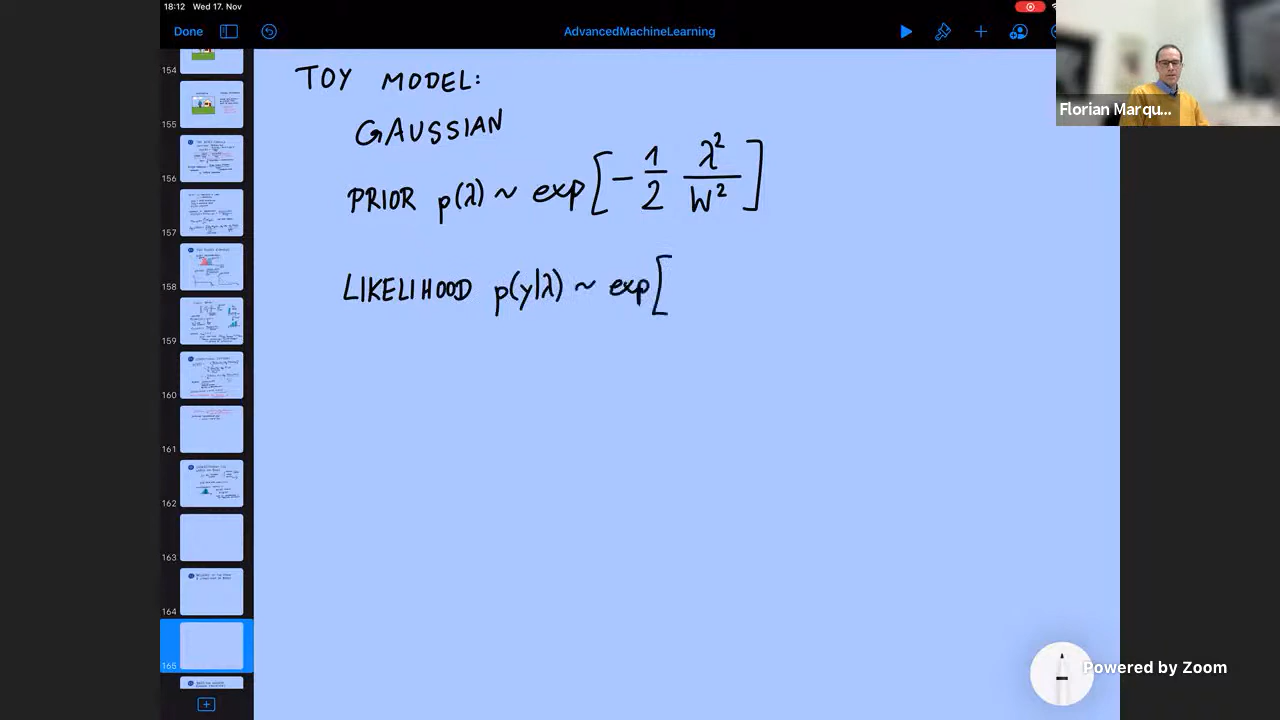 18:12 Wed 17. Nov
Done
AdvancedMachineLearning
TOY MODEL:
GAUSSIAN
PRIOR p(λ) ~ exp[-1/2 λ²/W²]
LIKELIHOOD p(y|λ) ~ exp[
154
155
156
157
158
159
160
161
162
163
164
165
Florian Marqu...
Powered by Zoom